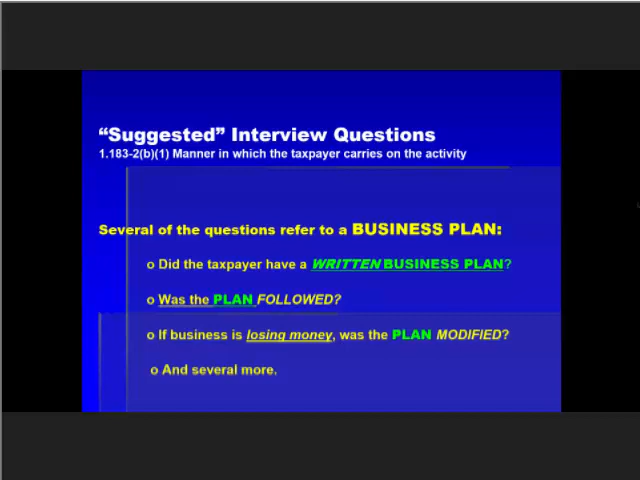 “Suggested” Interview Questions
1.183-2(b)(1) Manner in which the taxpayer carries on the activity
Several of the questions refer to a BUSINESS PLAN:
o Did the taxpayer have a WRITTEN BUSINESS PLAN?
o Was the PLAN FOLLOWED?
o If business is losing money, was the PLAN MODIFIED?
o And several more.